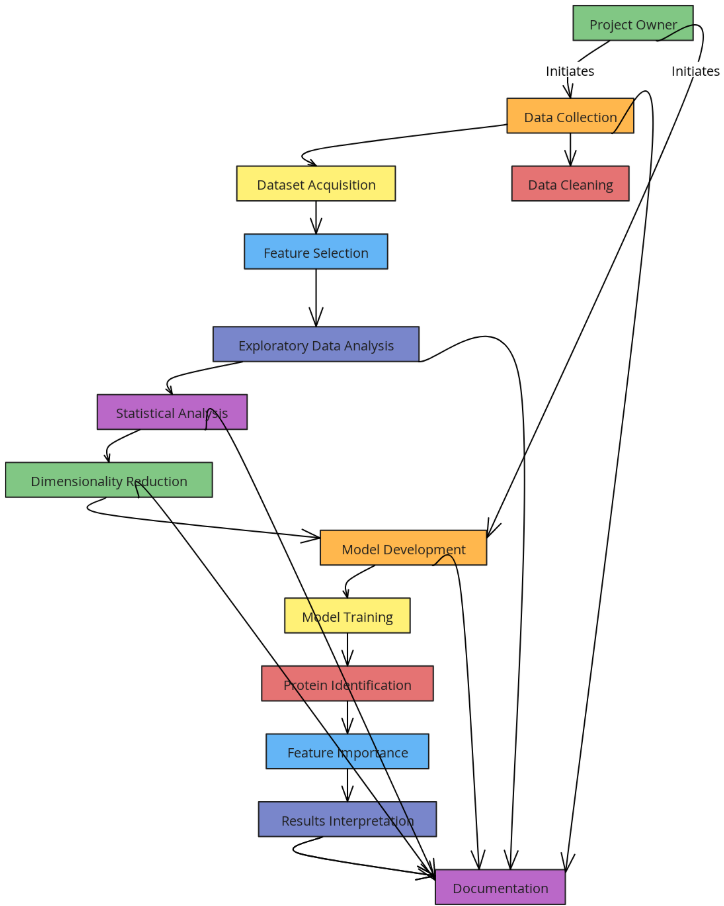 Project Owner
Initiates
Initiates
Data Collection
Dataset Acquisition
Data Cleaning
Feature Selection
Exploratory Data Analysis
Statistical Analysis
Dimensionality Reduction
Model Development
Model Training
Protein Identification
Feature Importance
Results Interpretation
Documentation